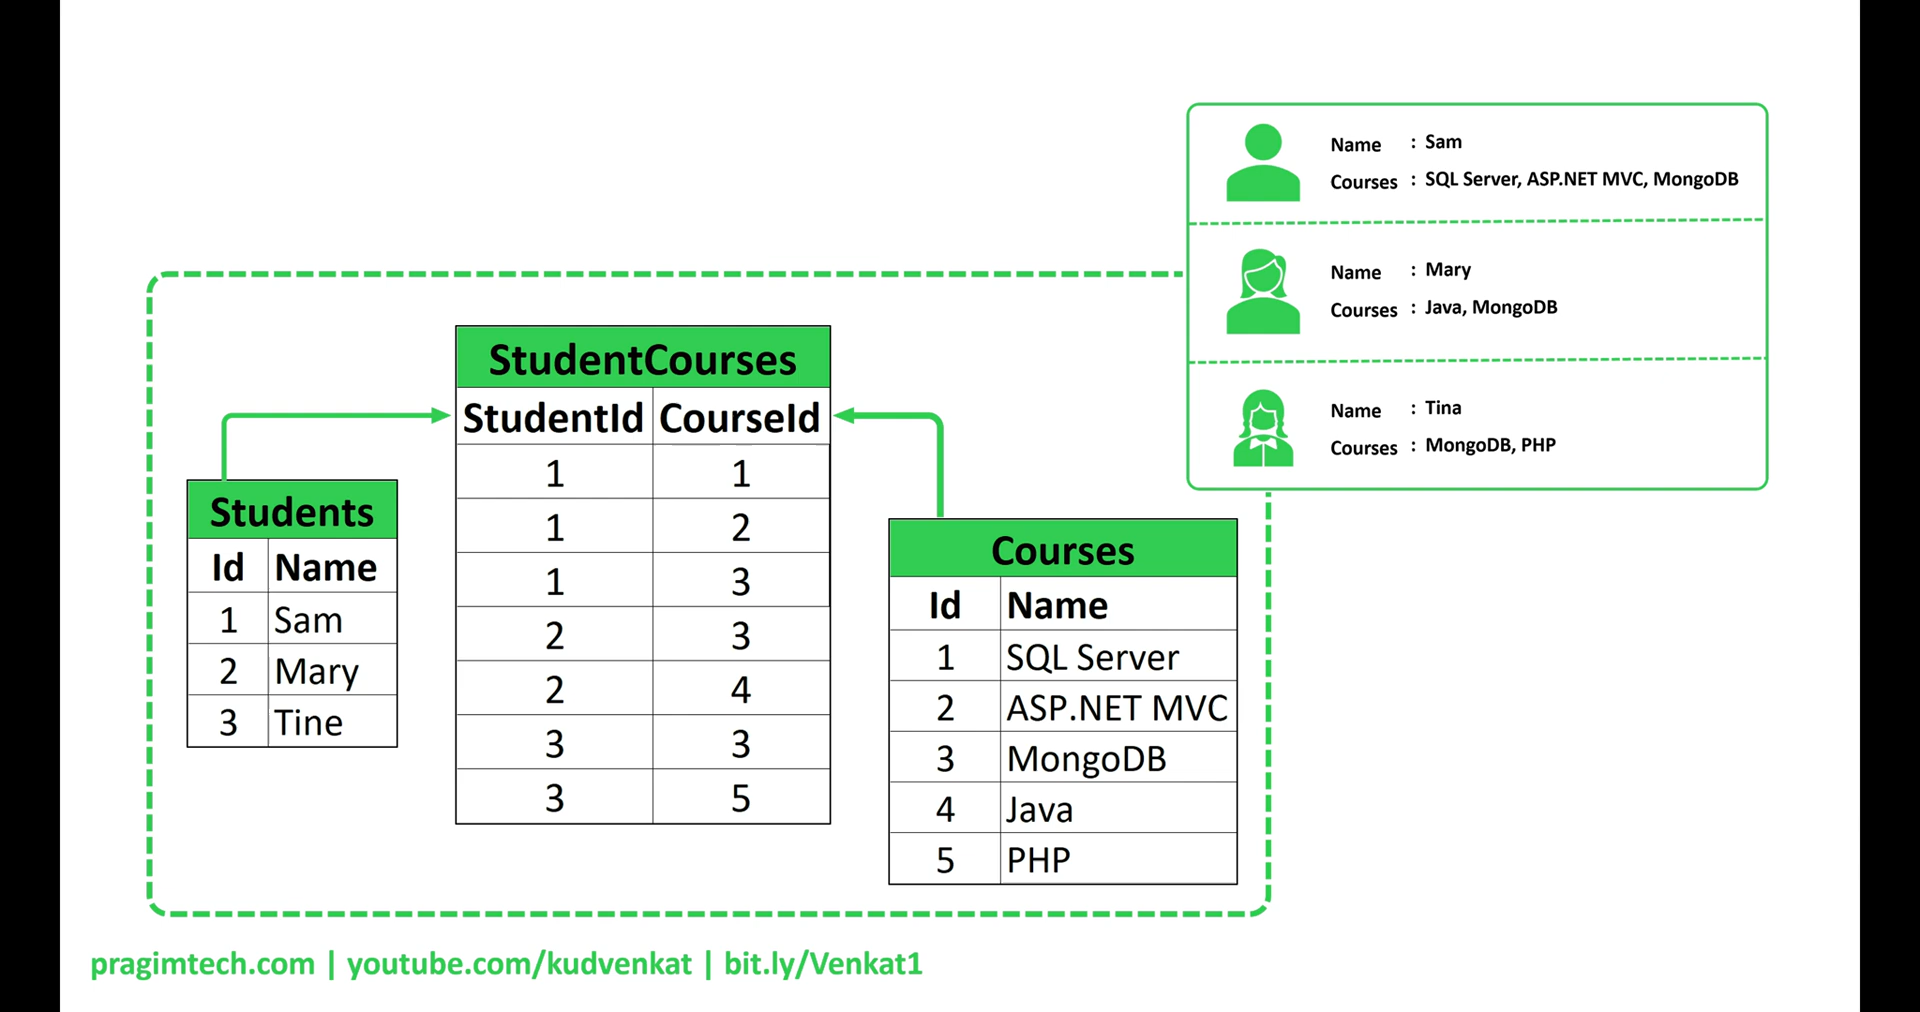 Name : Sam
Courses : SQL Server, ASP.NET MVC, MongoDB
Name : Mary
Courses : Java, MongoDB
Name : Tina
Courses : MongoDB, PHP
StudentCourses
StudentId CourseId
1 1
1 2
1 3
2 3
2 4
3 3
3 5
Students
Id Name
1 Sam
2 Mary
3 Tine
Courses
Id Name
1 SQL Server
2 ASP.NET MVC
3 MongoDB
4 Java
5 PHP
pragimtech.com | youtube.com/kudvenkat | bit.ly/Venkat1